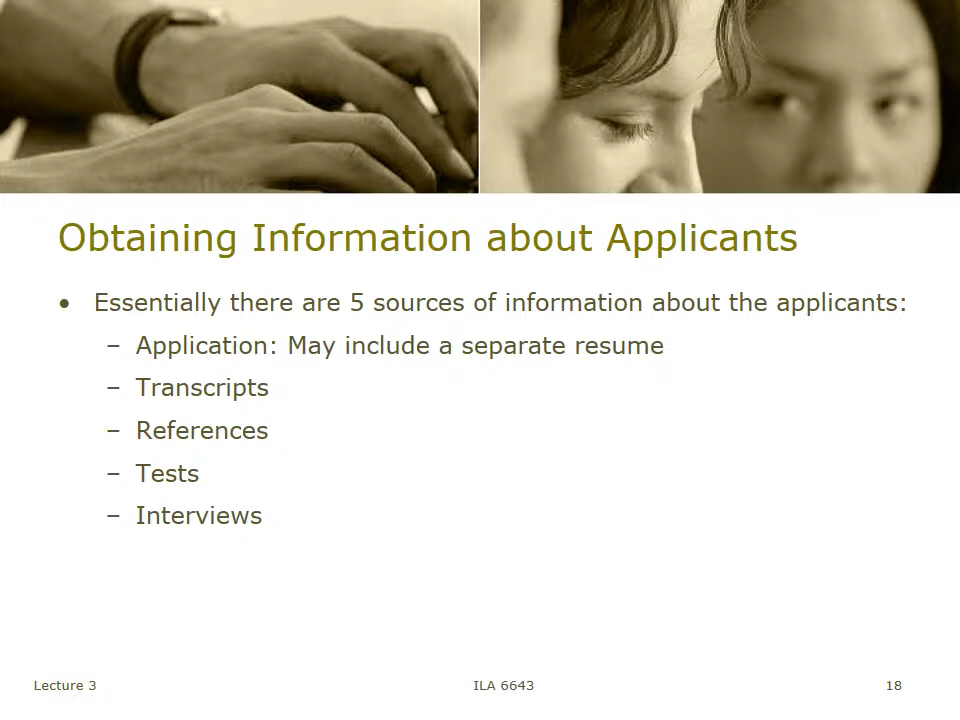 Obtaining Information about Applicants
• Essentially there are 5 sources of information about the applicants:
– Application: May include a separate resume
– Transcripts
– References
– Tests
– Interviews
Lecture 3
ILA 6643
18